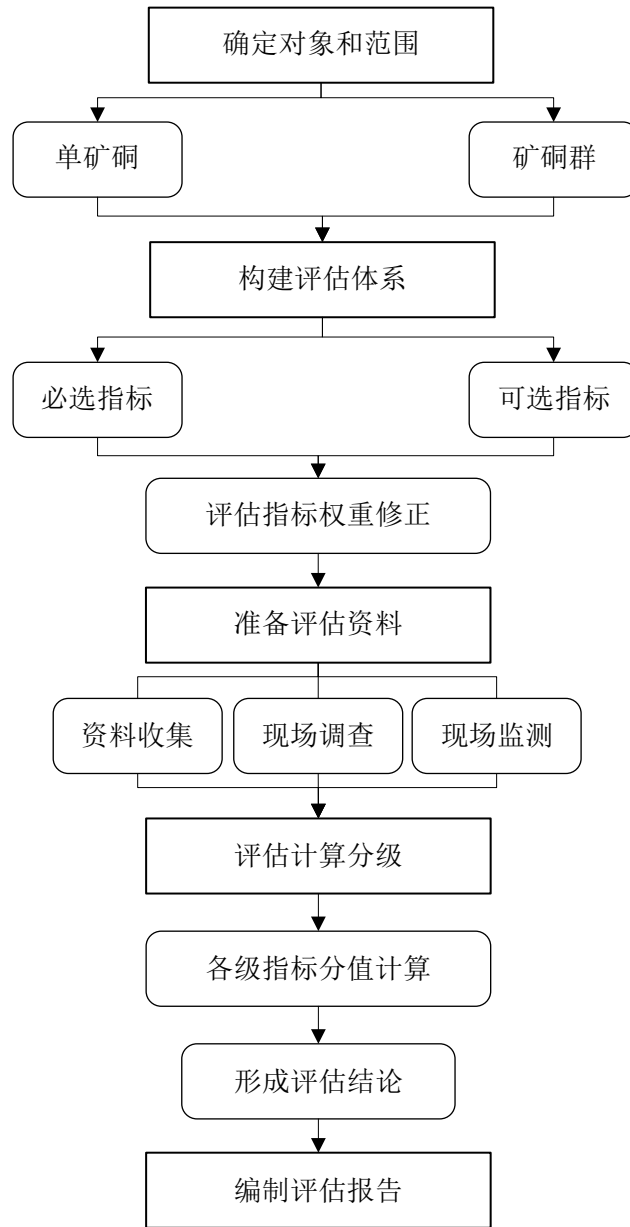 确定对象和范围
单矿硐
矿硐群
构建评估体系
必选指标
可选指标
评估指标权重修正
准备评估资料
资料收集
现场调查
现场监测
评估计算分级
各级指标分值计算
形成评估结论
编制评估报告